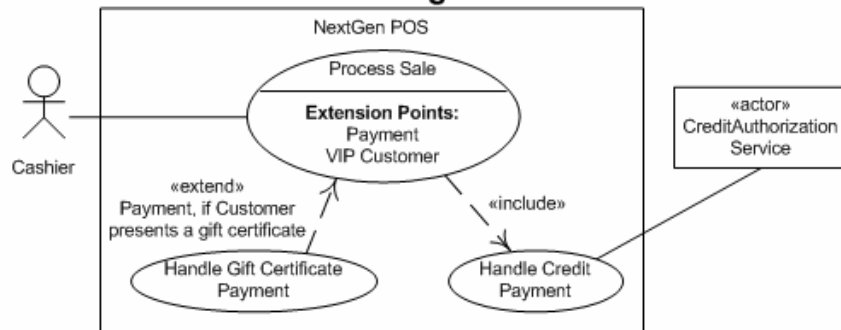 NextGen POS
Process Sale
Extension Points:
Payment
VIP Customer
«actor»
CreditAuthorization
Service
Cashier
«extend»
Payment, if Customer
presents a gift certificate
«include»
Handle Gift Certificate
Payment
Handle Credit
Payment